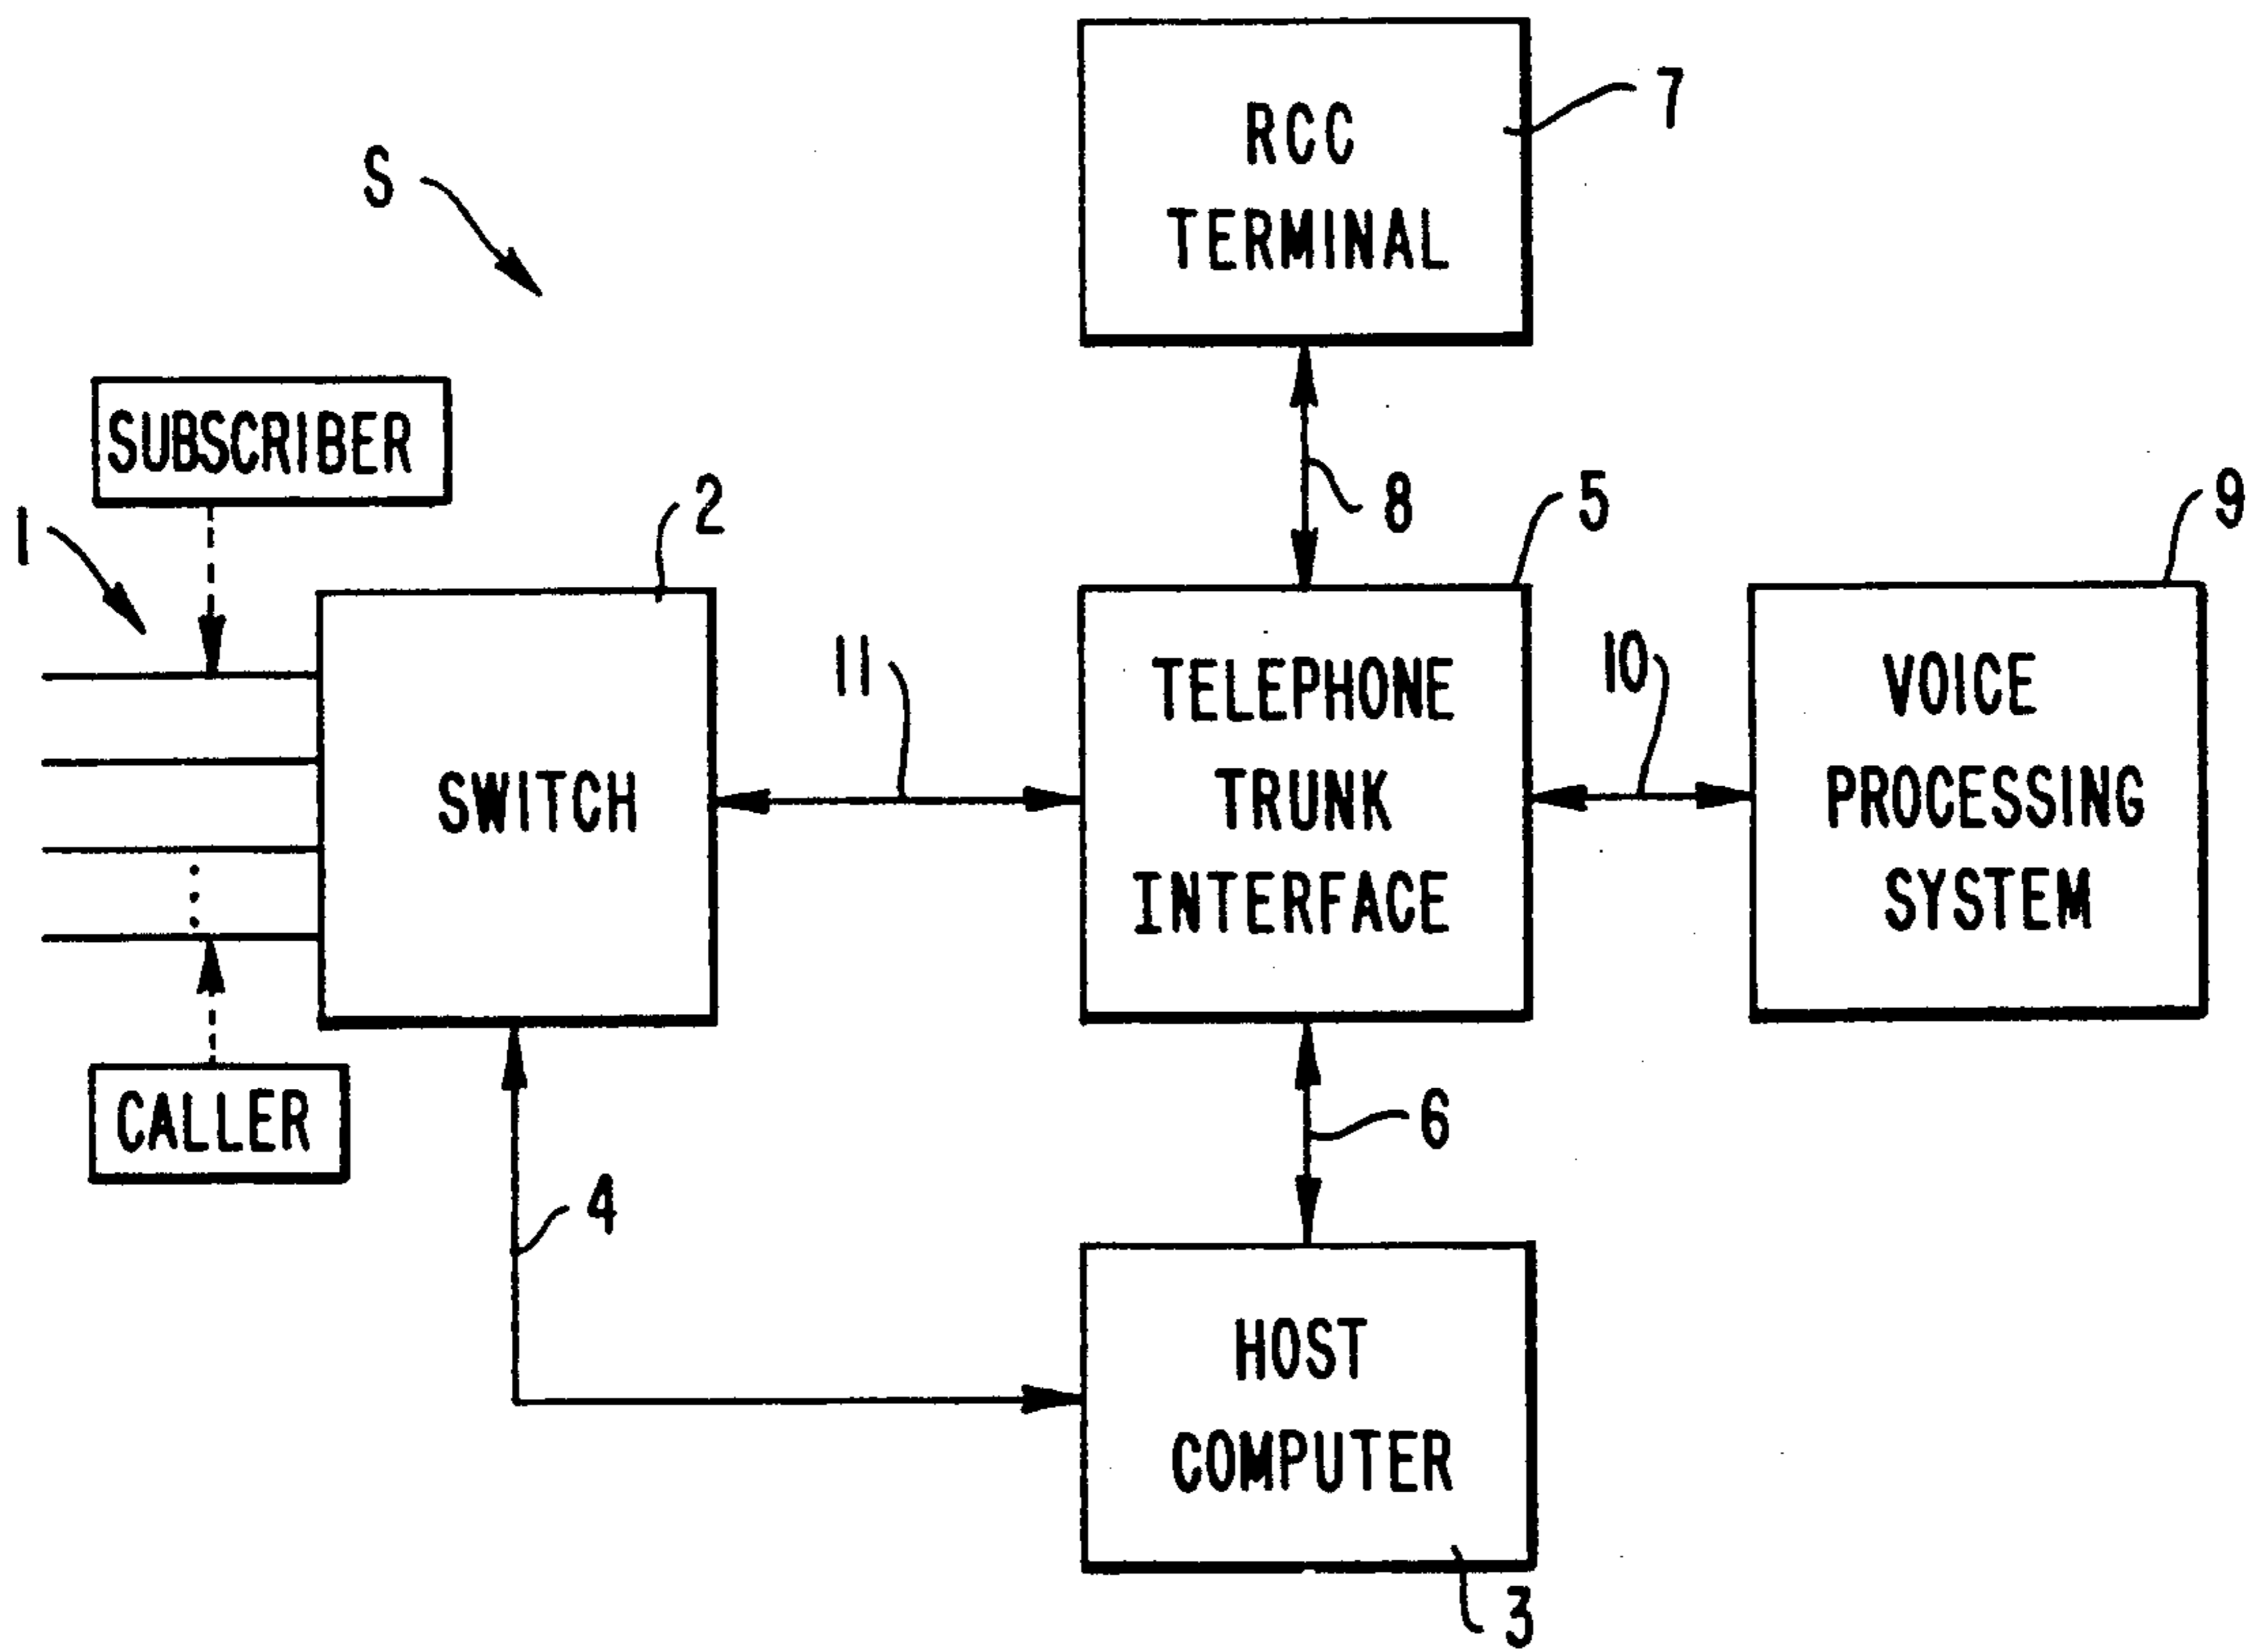 RCC
TERMINAL
7
S
SUBSCRIBER
1
2
8
5
9
SWITCH
11
TELEPHONE
TRUNK
INTERFACE
10
VOICE
PROCESSING
SYSTEM
CALLER
4
6
HOST
COMPUTER
3